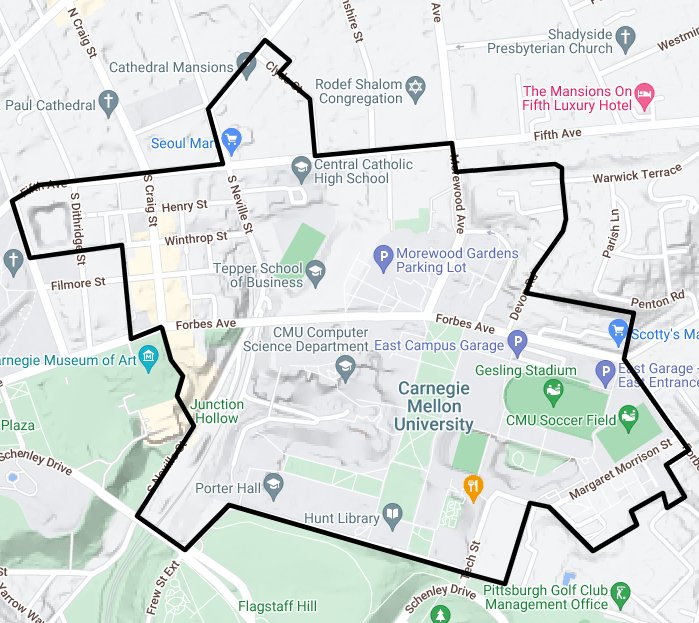 N Craig St
shire St
Ave
Shadyside
Presbyterian Church
Westmin
Cathedral Mansions
Clyde St
Rodef Shalom
Congregation
The Mansions On
Fifth Luxury Hotel
Paul Cathedral
Seoul Mar
Fifth Ave
Central Catholic
High School
Fifth Ave
S Dithridge St
S Craig St
S Neville St
Morewood Ave
Warwick Terrace
Henry St
Winthrop St
Parish Ln
Morewood Gardens
Parking Lot
Tepper School
of Business
Filmore St
Devon Rd
Penton Rd
Forbes Ave
Forbes Ave
CMU Computer
Science Department
East Campus Garage
Scotty's Ma
arnegie Museum of Art
Gesling Stadium
East Garage -
East Entrance
Carnegie
Mellon
University
Junction
Hollow
CMU Soccer Field
Plaza
S Neville St
Margaret Morrison St
Forb
Schenley Drive
Porter Hall
Hunt Library
Tech St
Frew St Ext
St
Yarrow Way
Flagstaff Hill
Schenley Drive
Pittsburgh Golf Club
Management Office